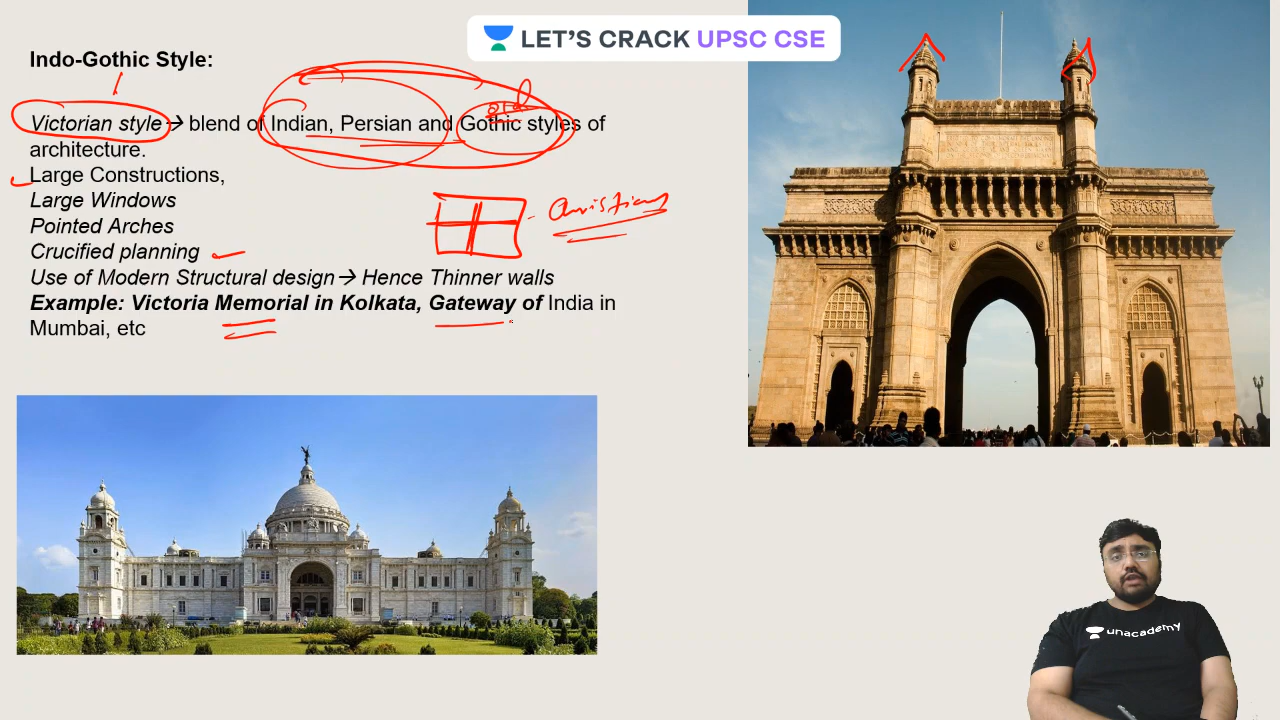 LET'S CRACK UPSC CSE
Indo-Gothic Style:
old
Victorian style→ blend of Indian, Persian and Gothic styles of
architecture.
Large Constructions,
Large Windows
Christians
Pointed Arches
Crucified planning
Use of Modern Structural design→ Hence Thinner walls
Example: Victoria Memorial in Kolkata, Gateway of India in
Mumbai, etc
unacademy